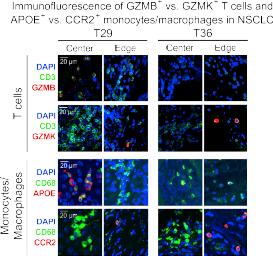 Immunofluorescence of GZMB+ vs. GZMK+ T cells and
APOE+ vs. CCR2+ monocytes/macrophages in NSCLC
T29 T36
Center Edge Center Edge
T cells
DAPI
CD3
GZMB
20 μm
DAPI
CD3
GZMK
20 μm
Monocytes/
Macrophages
DAPI
CD68
APOE
20 μm
DAPI
CD68
CCR2
20 μm